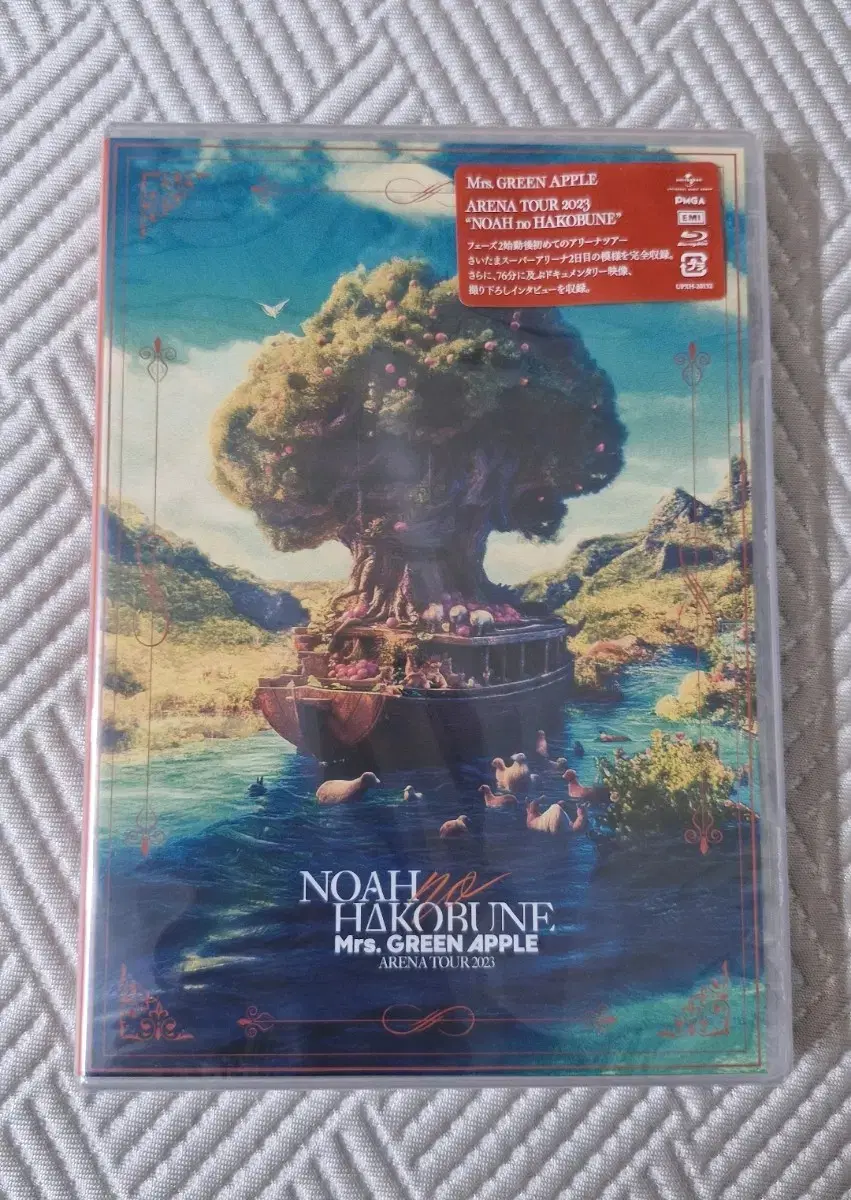 Mrs. GREEN APPLE
ARENA TOUR 2023
"NOAH no HAKOBUNE"
フェーズ2始動後初めてのアリーナツアー
さいたまスーパーアリーナ2日目の模様を完全収録。
さらに、76分に及ぶドキュメンタリー映像、
撮り下ろしインタビューを収録。
UNIVERSAL
EMI
NOAH no
HAKOBUNE
Mrs. GREEN APPLE
ARENA TOUR 2023